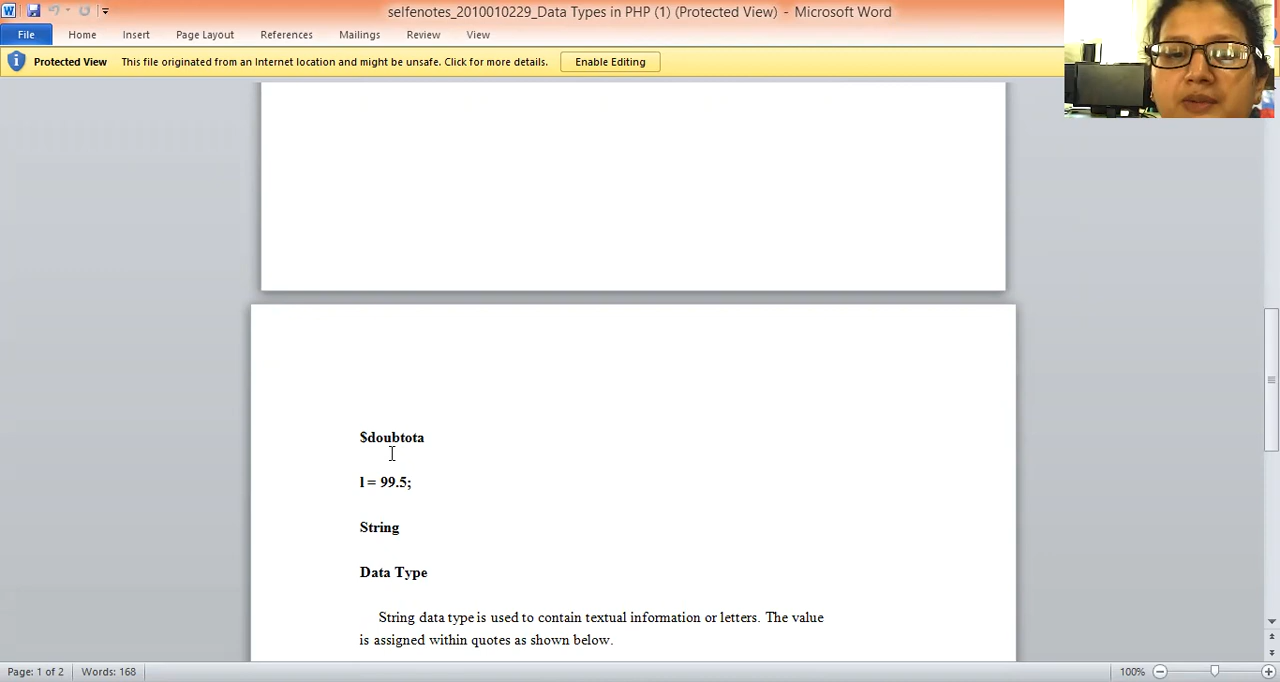 selfenotes_2010010229_Data Types in PHP (1) (Protected View) - Microsoft Word
File Home Insert Page Layout References Mailings Review View
Protected View This file originated from an Internet location and might be unsafe. Click for more details. Enable Editing
$doubtota
l = 99.5;
String
Data Type
String data type is used to contain textual information or letters. The value
is assigned within quotes as shown below.
Page: 1 of 2 Words: 168 100%